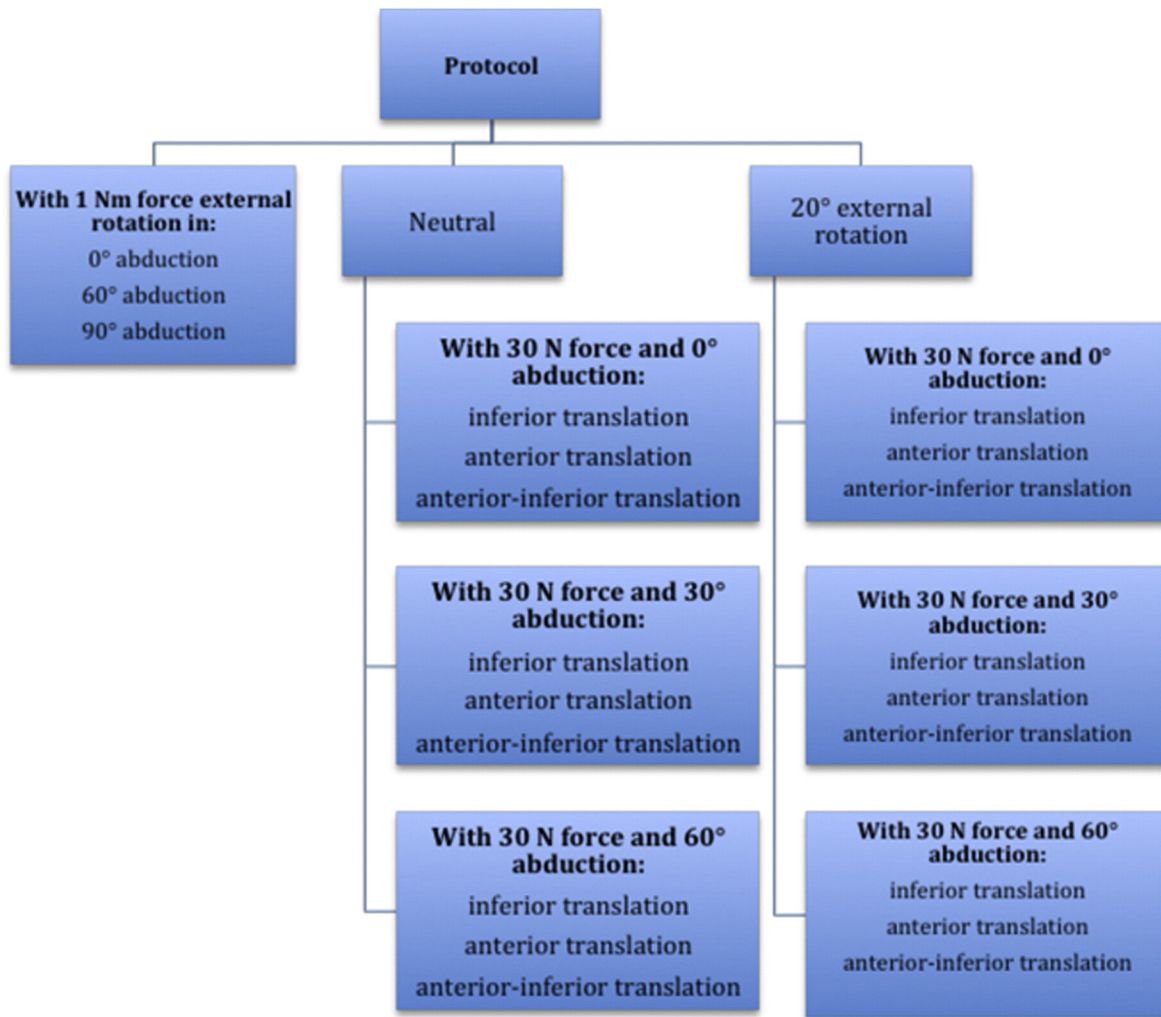 Protocol
With 1 Nm force external
rotation in:
0° abduction
60° abduction
90° abduction
Neutral
With 30 N force and 0°
abduction:
inferior translation
anterior translation
anterior-inferior translation
With 30 N force and 30°
abduction:
inferior translation
anterior translation
anterior-inferior translation
With 30 N force and 60°
abduction:
inferior translation
anterior translation
anterior-inferior translation
20° external
rotation
With 30 N force and 0°
abduction:
inferior translation
anterior translation
anterior-inferior translation
With 30 N force and 30°
abduction:
inferior translation
anterior translation
anterior-inferior translation
With 30 N force and 60°
abduction:
inferior translation
anterior translation
anterior-inferior translation